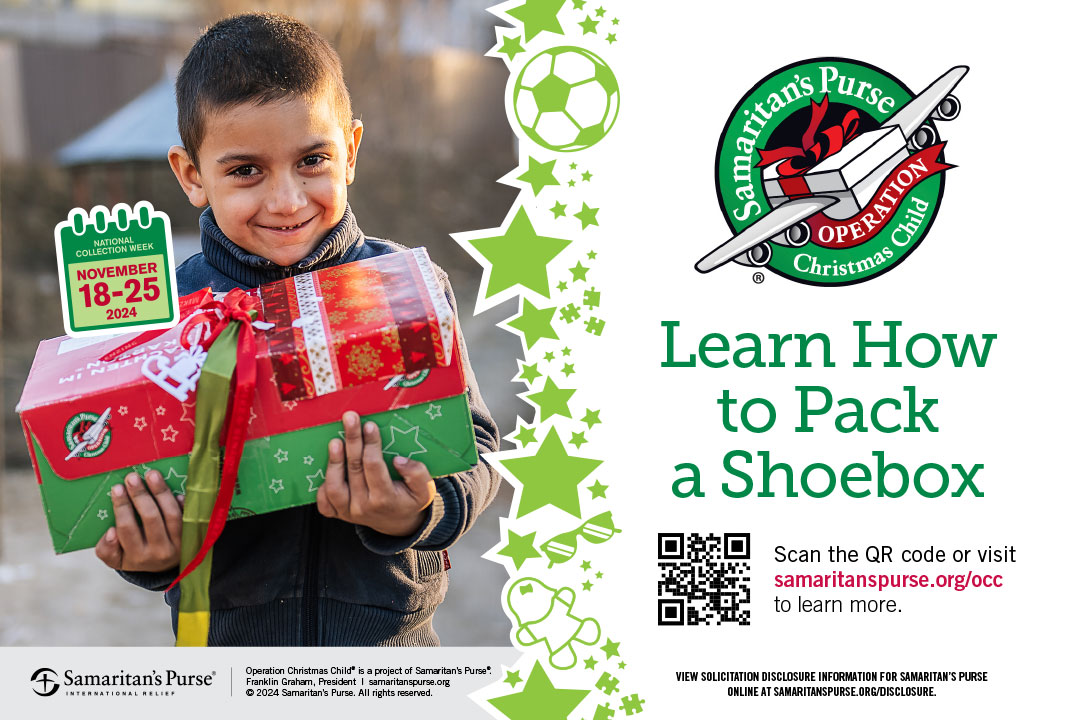 NATIONAL
COLLECTION WEEK
NOVEMBER
18-25
2024
Samaritan's Purse
OPERATION
Christmas Child
®
Learn How
to Pack
a Shoebox
Scan the QR code or visit
samaritanspurse.org/occ
to learn more.
Samaritan's Purse®
INTERNATIONAL RELIEF
Operation Christmas Child® is a project of Samaritan's Purse®.
Franklin Graham, President | samaritanspurse.org
© 2024 Samaritan's Purse. All rights reserved.
VIEW SOLICITATION DISCLOSURE INFORMATION FOR SAMARITAN'S PURSE
ONLINE AT SAMARITANSPURSE.ORG/DISCLOSURE.